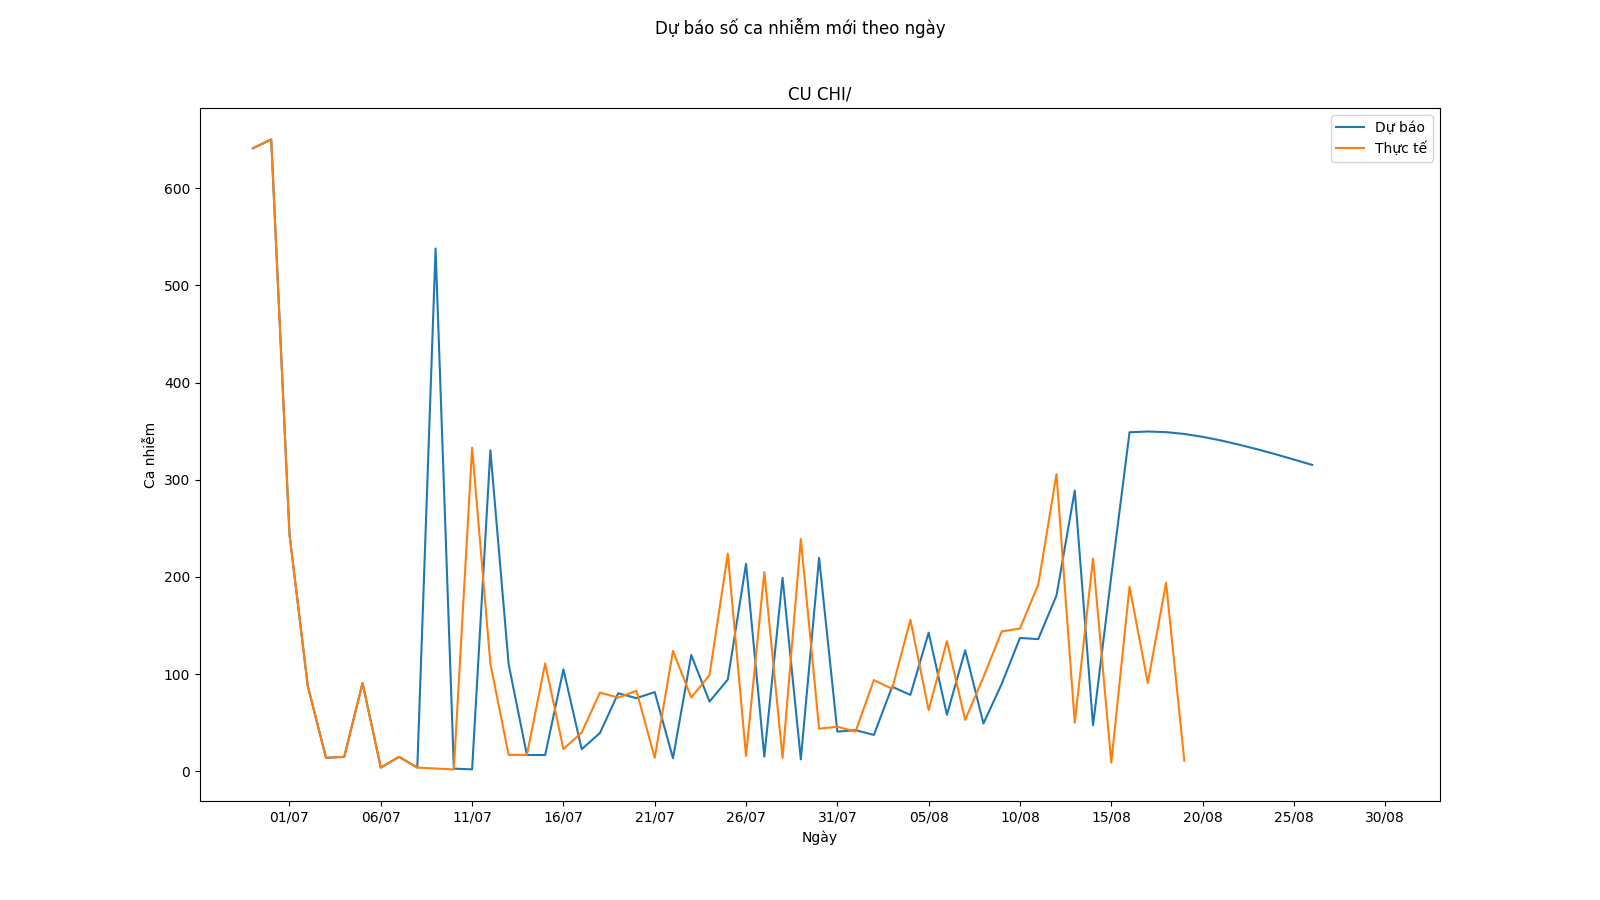 Dự báo số ca nhiễm mới theo ngày
CU CHI/
Dự báo
Thực tế
600
500
400
300
200
100
0
Ca nhiễm
01/07 06/07 11/07 16/07 21/07 26/07 31/07 05/08 10/08 15/08 20/08 25/08 30/08
Ngày